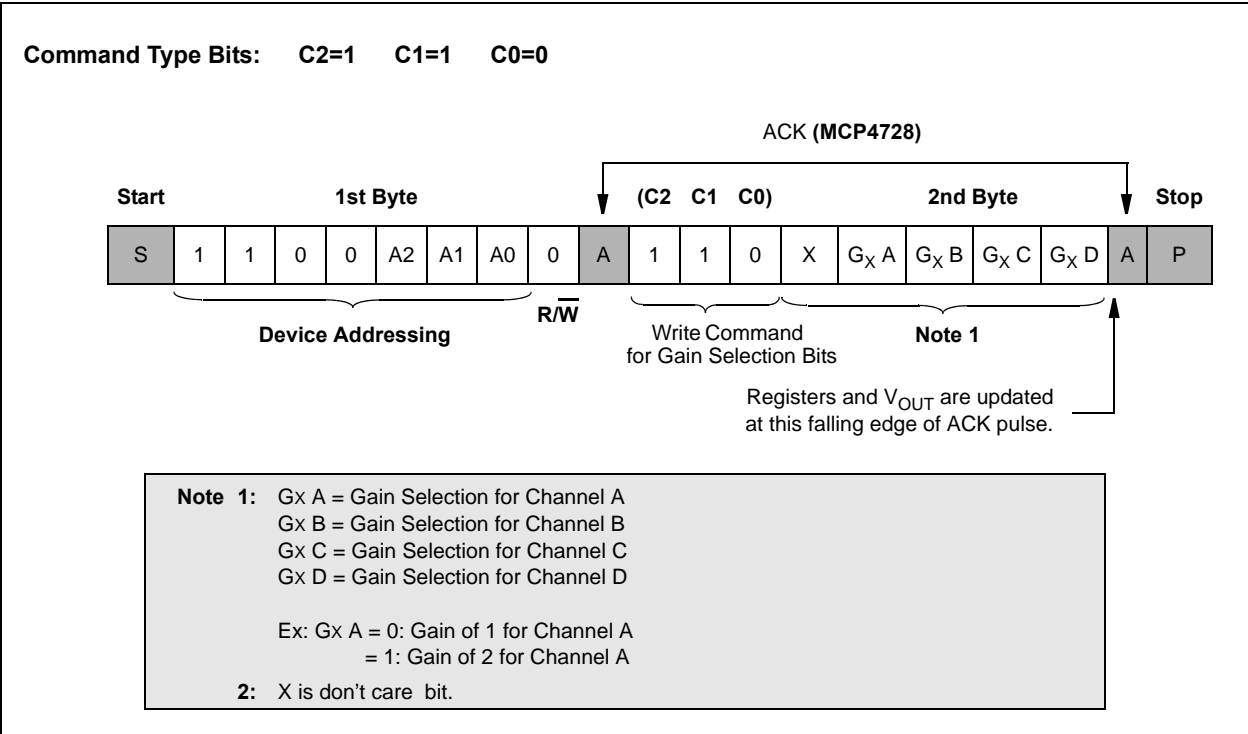 Command Type Bits: C2=1 C1=1 C0=0
ACK (MCP4728)
Start 1st Byte (C2 C1 C0) 2nd Byte Stop
S 1 1 0 0 A2 A1 A0 0 A 1 1 0 X GX A GX B GX C GX D A P
Device Addressing
R/W̅
Write Command
for Gain Selection Bits
Note 1
Registers and VOUT are updated
at this falling edge of ACK pulse.
Note 1: GX A = Gain Selection for Channel A
GX B = Gain Selection for Channel B
GX C = Gain Selection for Channel C
GX D = Gain Selection for Channel D
Ex: GX A = 0: Gain of 1 for Channel A
= 1: Gain of 2 for Channel A
2: X is don't care bit.